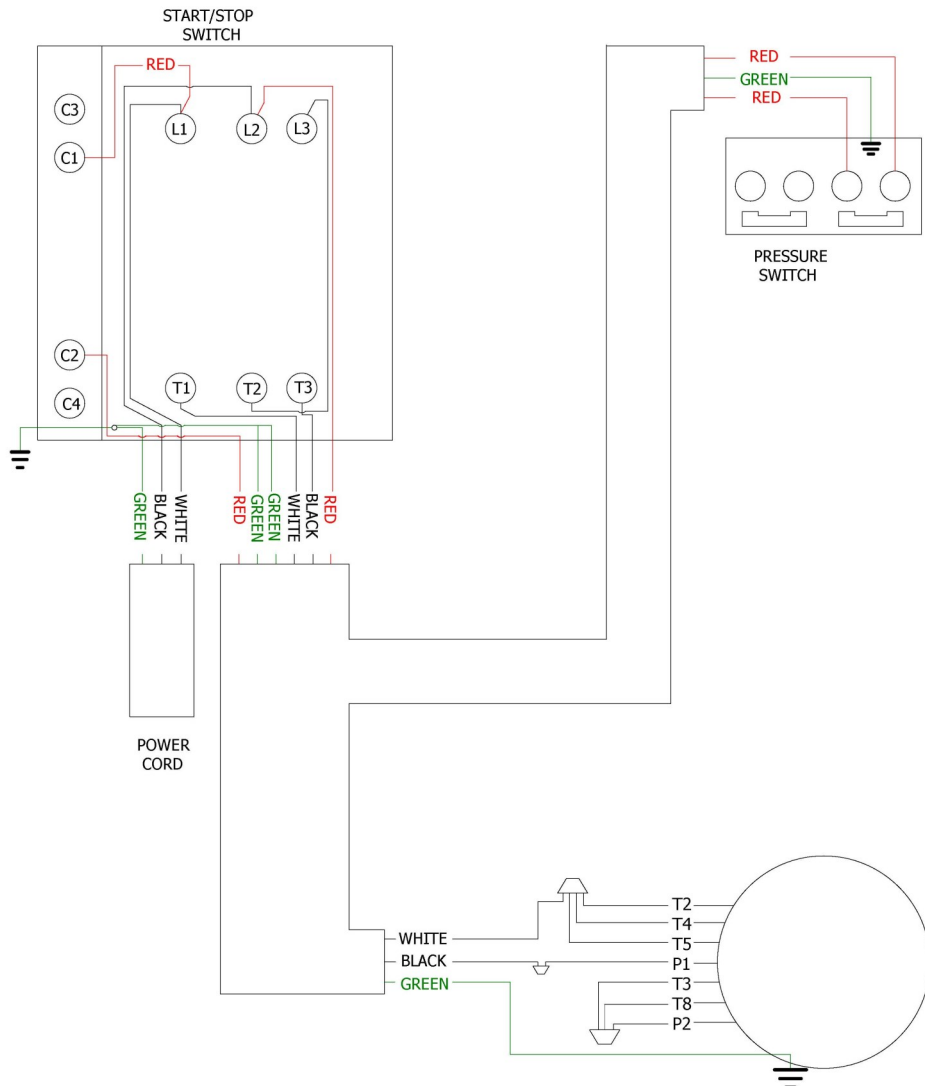 START/STOP
SWITCH
RED
C3
C1
L1
L2
L3
C2
C4
T1
T2
T3
GREEN
BLACK
WHITE
RED
GREEN
GREEN
WHITE
BLACK
RED
POWER
CORD
RED
GREEN
RED
PRESSURE
SWITCH
WHITE
BLACK
GREEN
T2
T4
T5
P1
T3
T8
P2